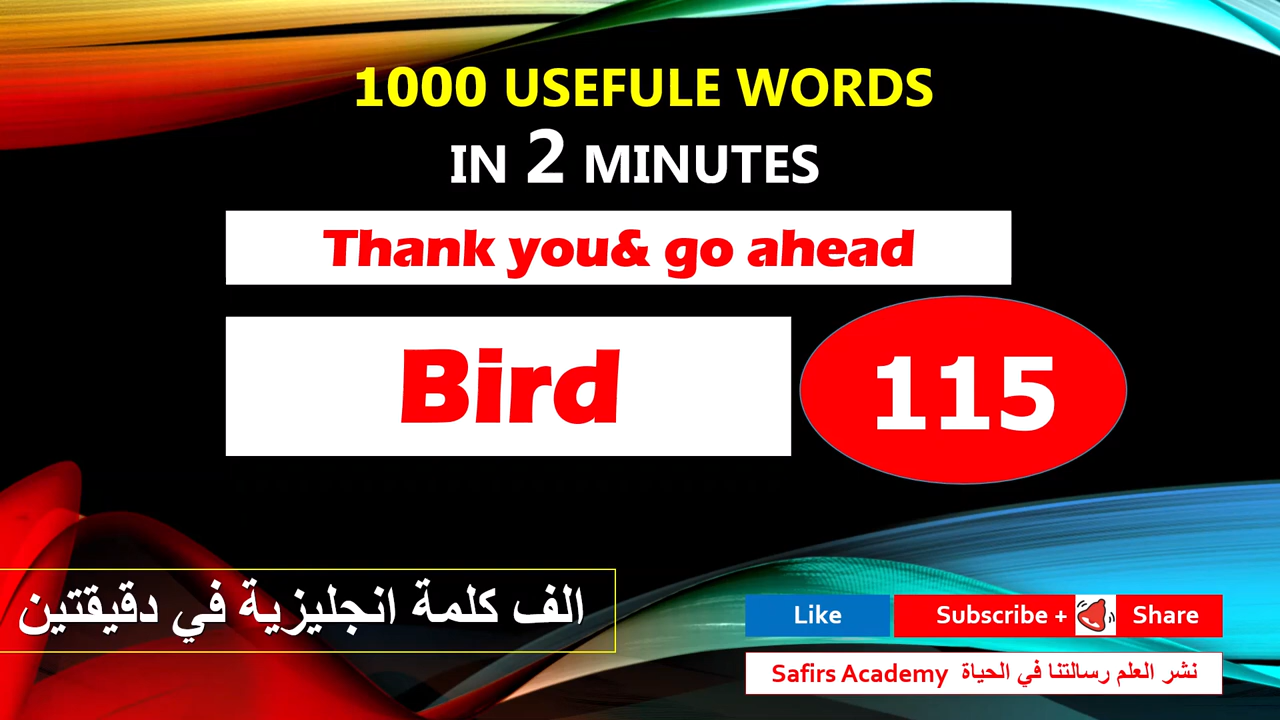 1000 USEFULE WORDS
IN 2 MINUTES
Thank you& go ahead
Bird
115
الف كلمة انجليزية في دقيقتين
Like
Subscribe +
Share
Safirs Academy نشر العلم رسالتنا في الحياة